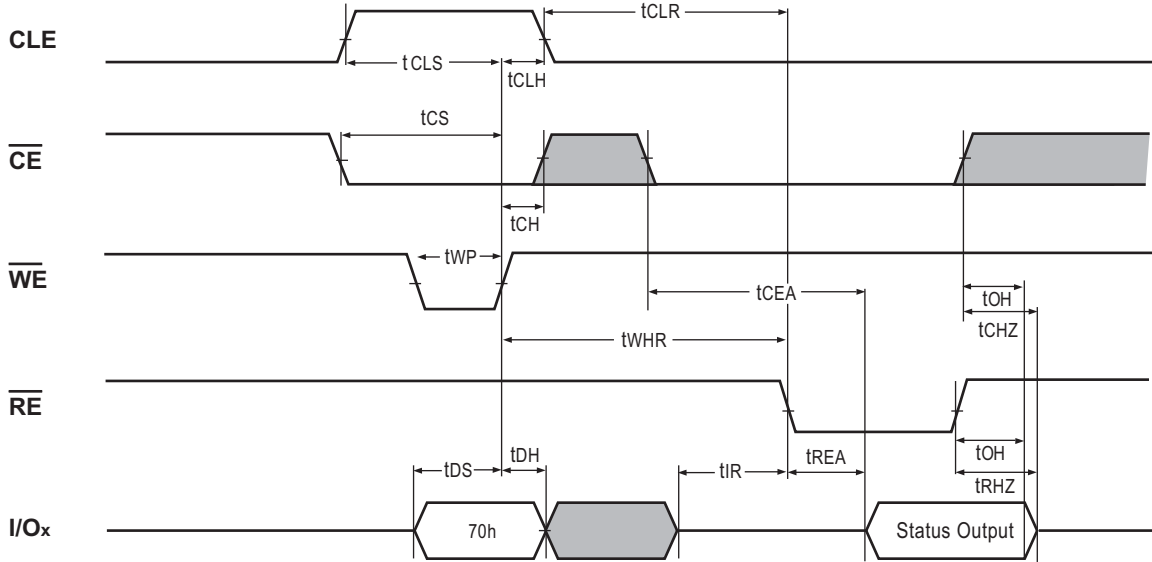 tCLR
CLE
t CLS
tCLH
tCS
CE
tCH
tWP
WE
tCEA
tOH
tCHZ
tWHR
RE
tDH
tDS
tIR
tREA
tOH
tRHZ
I/Ox
70h
Status Output